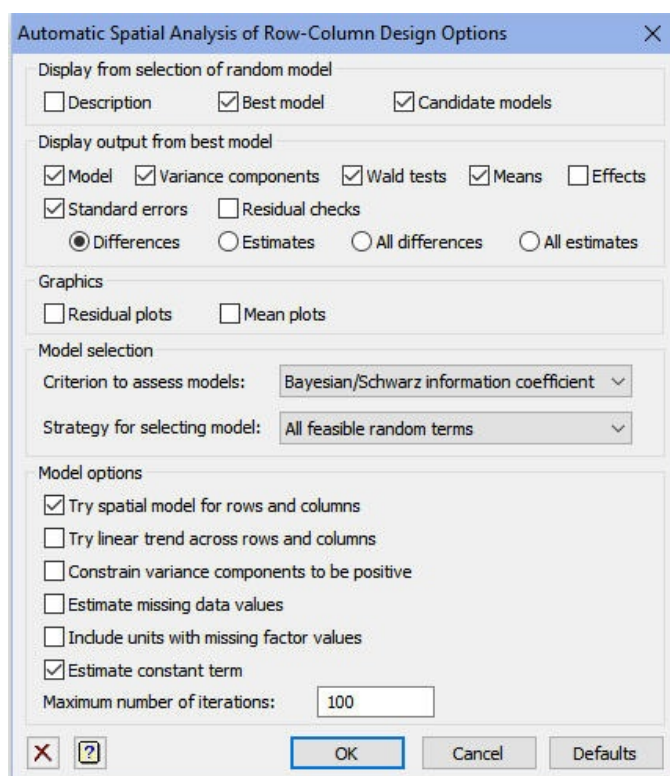 Automatic Spatial Analysis of Row-Column Design Options
Display from selection of random model
Description Best model Candidate models
Display output from best model
Model Variance components Wald tests Means Effects
Standard errors Residual checks
Differences Estimates All differences All estimates
Graphics
Residual plots Mean plots
Model selection
Criterion to assess models: Bayesian/Schwarz information coefficient
Strategy for selecting model: All feasible random terms
Model options
Try spatial model for rows and columns
Try linear trend across rows and columns
Constrain variance components to be positive
Estimate missing data values
Include units with missing factor values
Estimate constant term
Maximum number of iterations: 100
? OK Cancel Defaults